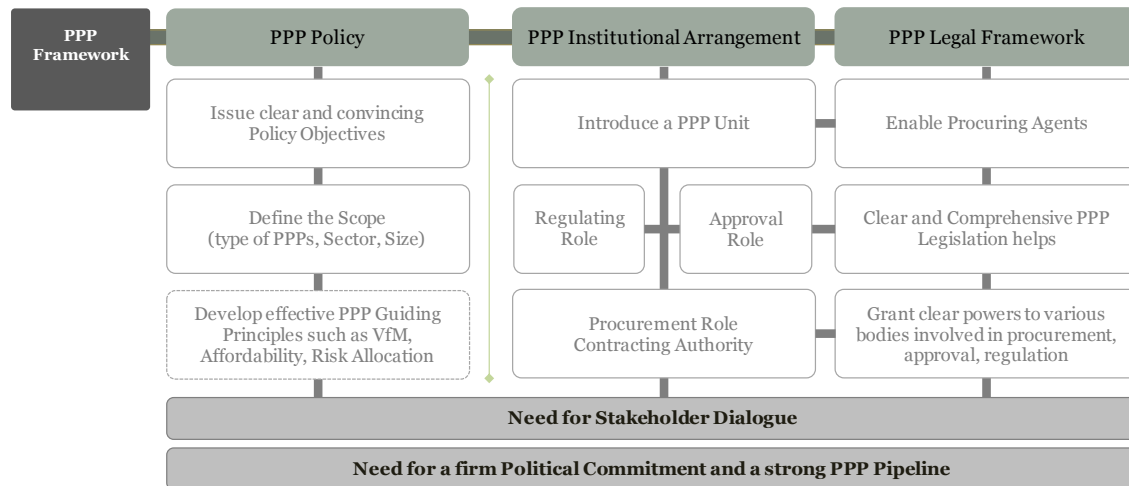 PPP
Framework
PPP Policy
PPP Institutional Arrangement
PPP Legal Framework
Issue clear and convincing
Policy Objectives
Introduce a PPP Unit
Enable Procuring Agents
Define the Scope
(type of PPPs, Sector, Size)
Regulating
Role
Approval
Role
Clear and Comprehensive PPP
Legislation helps
Develop effective PPP Guiding
Principles such as VfM,
Affordability, Risk Allocation
Procurement Role
Contracting Authority
Grant clear powers to various
bodies involved in procurement,
approval, regulation
Need for Stakeholder Dialogue
Need for a firm Political Commitment and a strong PPP Pipeline